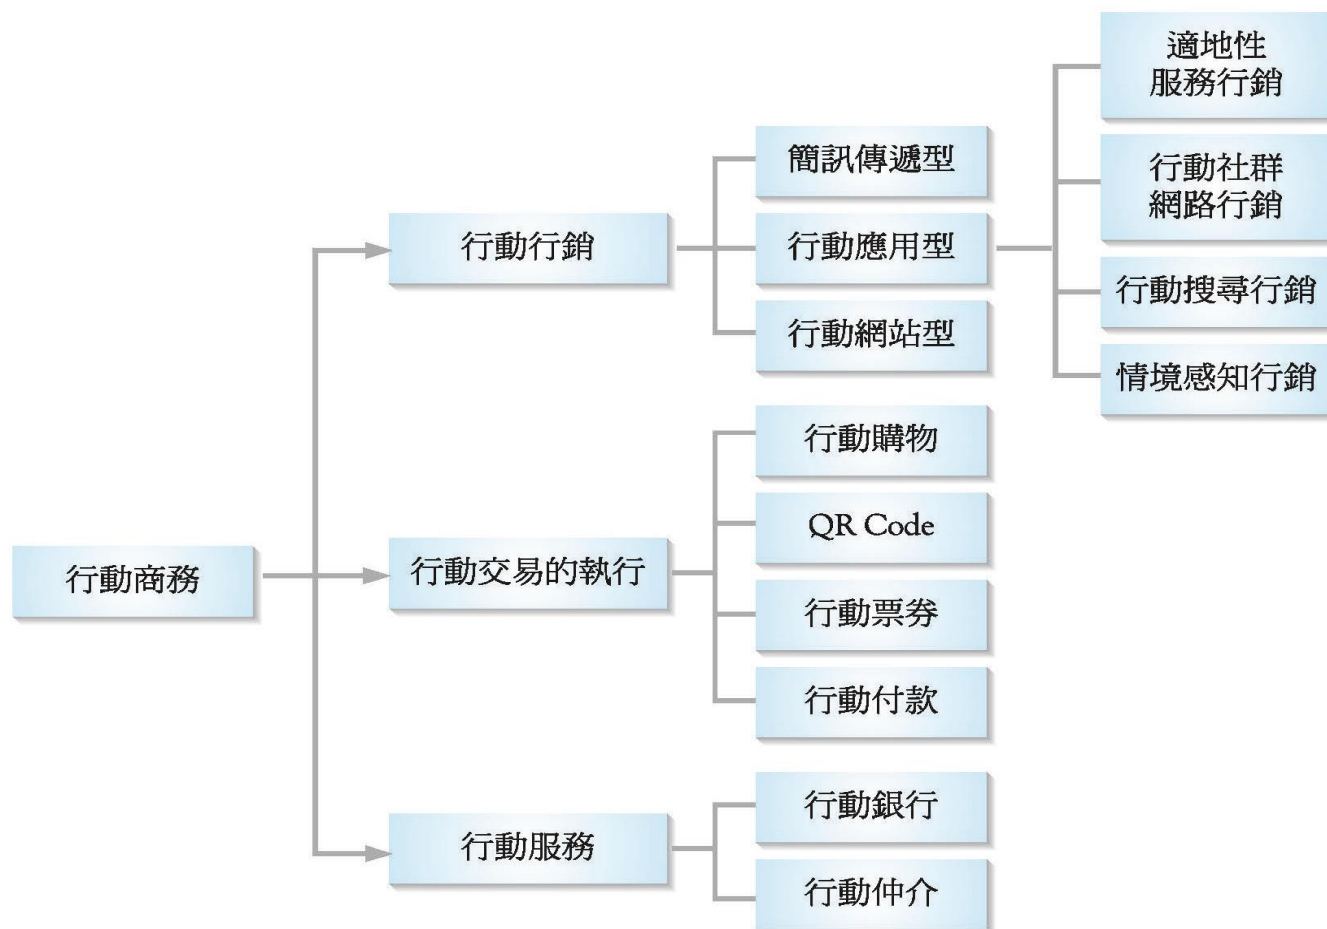 行動商務
行動行銷
簡訊傳遞型
行動應用型
適地性
服務行銷
行動社群
網路行銷
行動搜尋行銷
情境感知行銷
行動網站型
行動交易的執行
行動購物
QR Code
行動票券
行動付款
行動服務
行動銀行
行動仲介